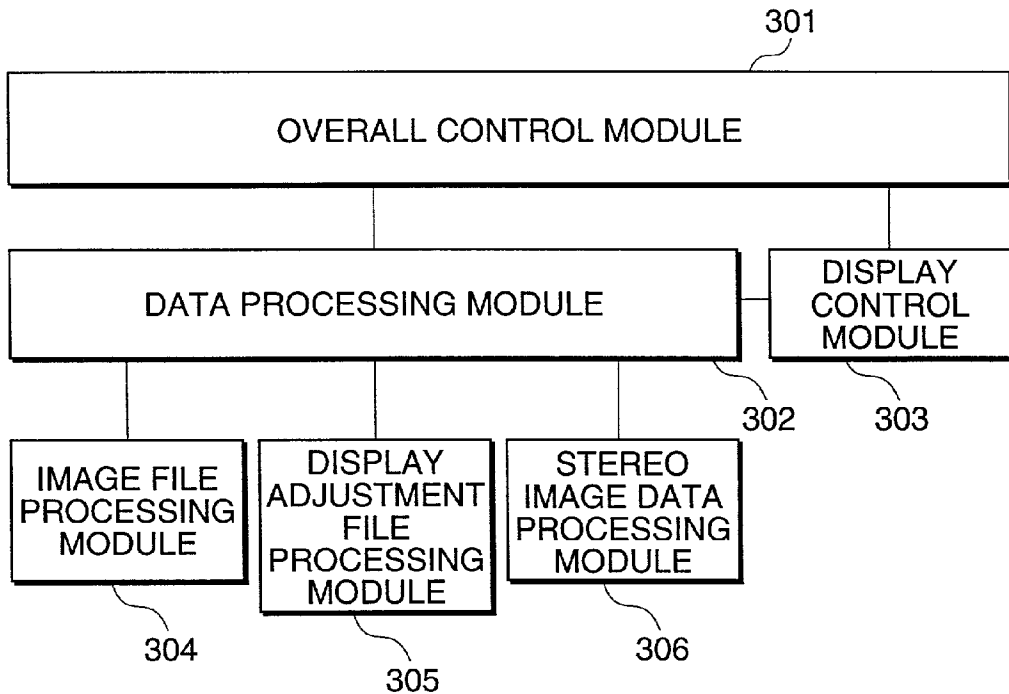 301
OVERALL CONTROL MODULE
DATA PROCESSING MODULE
DISPLAY
CONTROL
MODULE
302
303
IMAGE FILE
PROCESSING
MODULE
DISPLAY
ADJUSTMENT
FILE
PROCESSING
MODULE
STEREO
IMAGE DATA
PROCESSING
MODULE
304
305
306